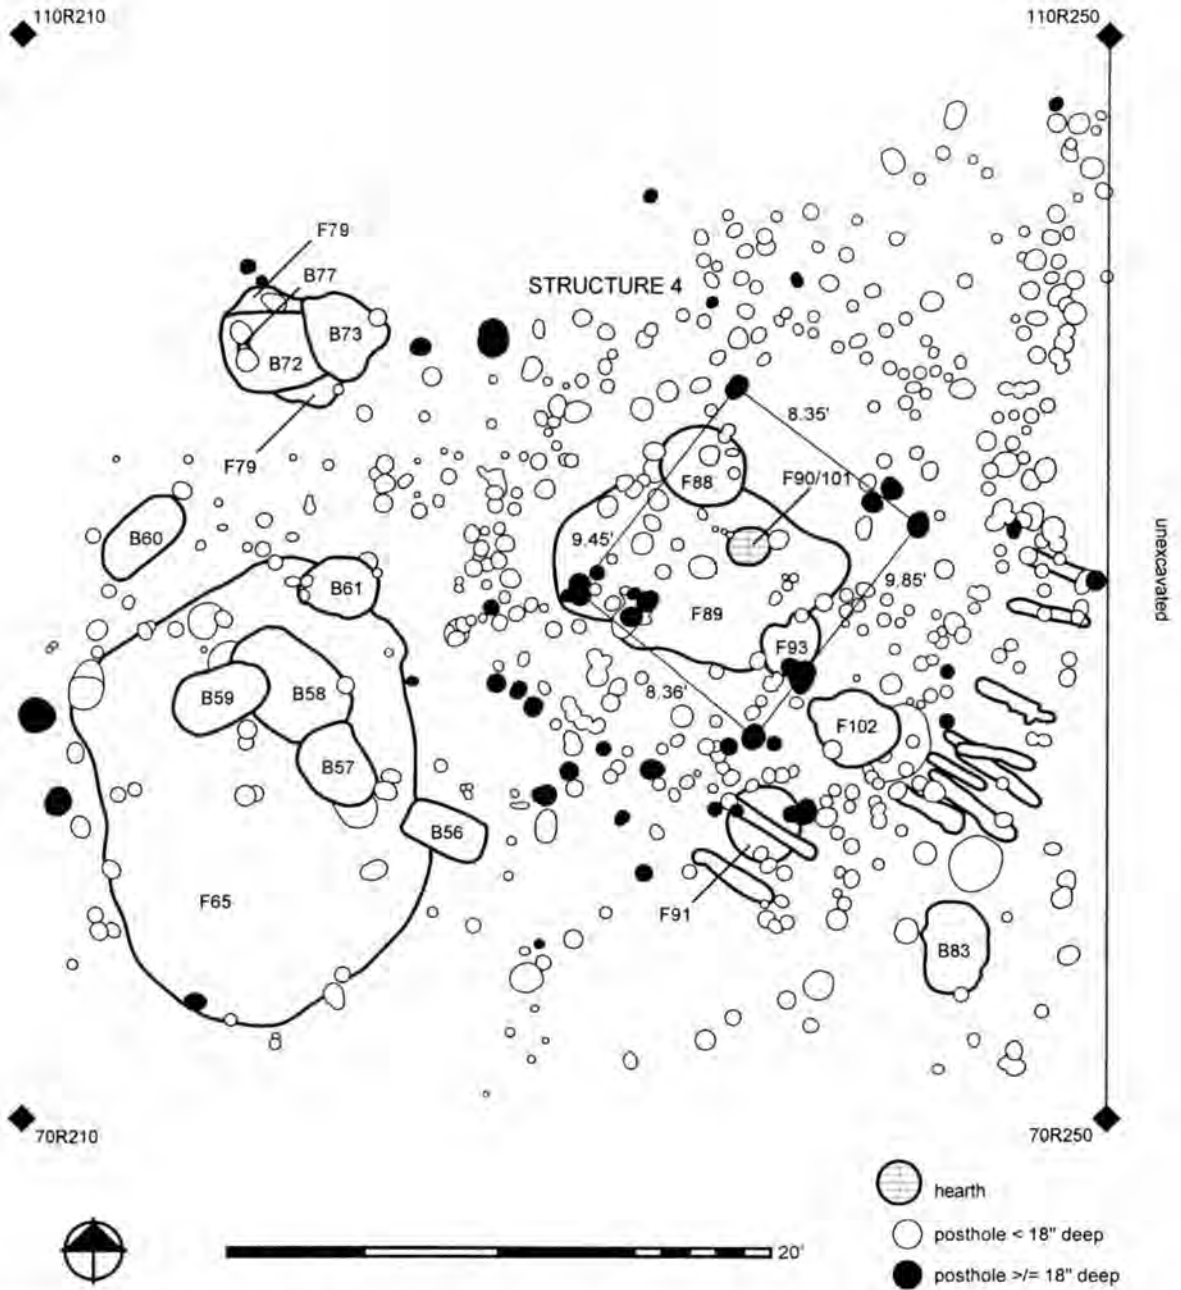 110R210
110R250
F79
B77
STRUCTURE 4
B73
B72
8.35'
F79
F88
F90/101
B60
9.45'
unexcavated
B61
9.85'
F89
F93
B59
B58
8.36'
F102
B57
B56
F65
F91
B83
70R210
70R250
hearth
posthole < 18" deep
20'
posthole >/= 18" deep